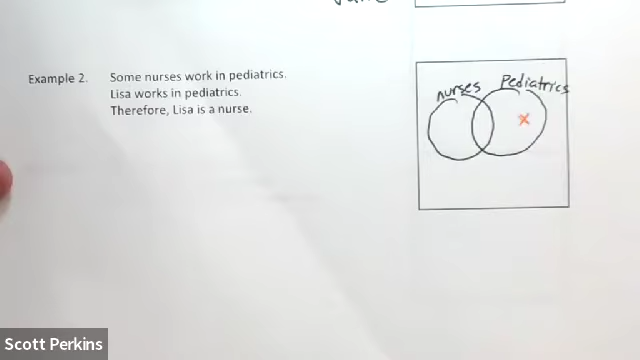 Example 2. Some nurses work in pediatrics.
Lisa works in pediatrics.
Therefore, Lisa is a nurse.
nurses Pediatrics
x
Scott Perkins